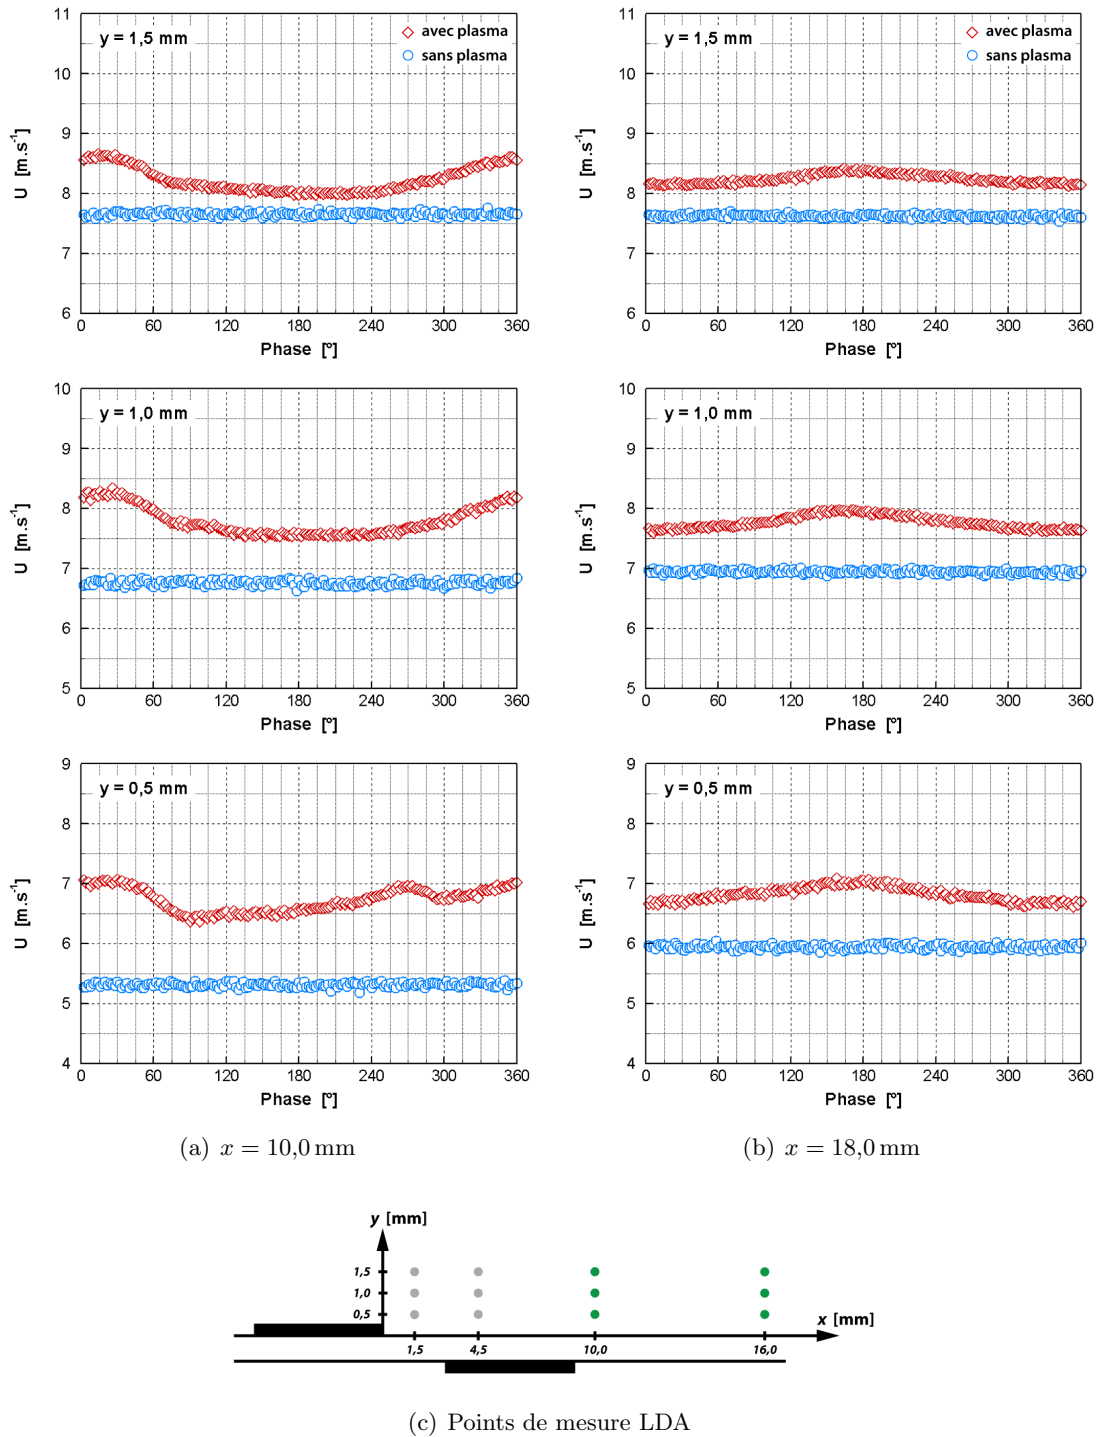 11
10
9
8
7
6
U [m.s⁻¹]
y = 1,5 mm
avec plasma
sans plasma
0 60 120 180 240 300 360
Phase [º]
11
10
9
8
7
6
U [m.s⁻¹]
y = 1,5 mm
avec plasma
sans plasma
0 60 120 180 240 300 360
Phase [º]
10
9
8
7
6
5
U [m.s⁻¹]
y = 1,0 mm
0 60 120 180 240 300 360
Phase [º]
10
9
8
7
6
5
U [m.s⁻¹]
y = 1,0 mm
0 60 120 180 240 300 360
Phase [º]
9
8
7
6
5
4
U [m.s⁻¹]
y = 0,5 mm
0 60 120 180 240 300 360
Phase [º]
9
8
7
6
5
4
U [m.s⁻¹]
y = 0,5 mm
0 60 120 180 240 300 360
Phase [º]
(a) x = 10,0 mm
(b) x = 18,0 mm
y [mm]
1,5
1,0
0,5
x [mm]
1,5 4,5 10,0 16,0
(c) Points de mesure LDA